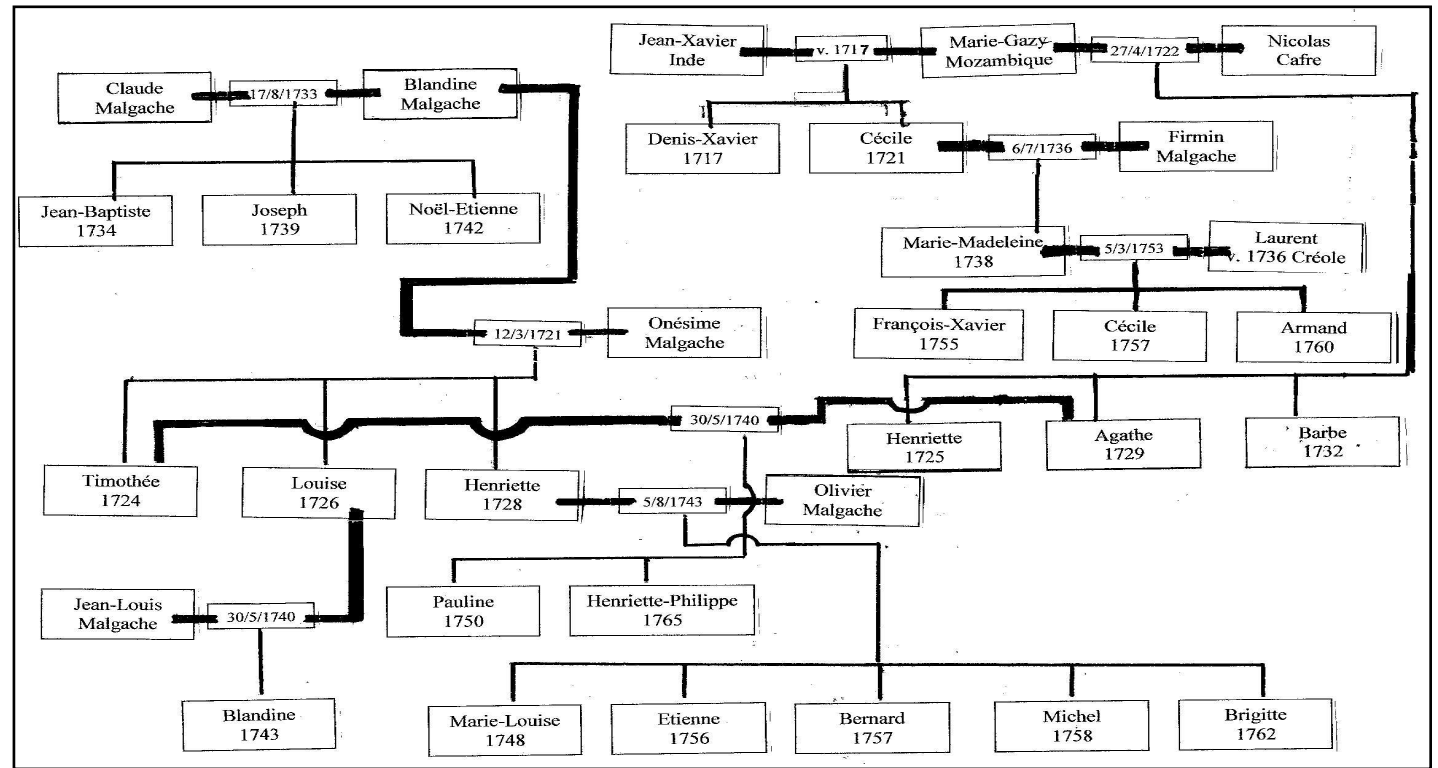 Jean-Xavier
Inde
v. 1717
Marie-Gazy
Mozambique
27/4/1722
Nicolas
Cafre
Claude
Malgache
17/8/1733
Blandine
Malgache
Denis-Xavier
1717
Cécile
1721
6/7/1736
Firmin
Malgache
Jean-Baptiste
1734
Joseph
1739
Noël-Etienne
1742
Marie-Madeleine
1738
5/3/1753
Laurent
v. 1736 Créole
12/3/1721
Onésime
Malgache
François-Xavier
1755
Cécile
1757
Armand
1760
30/5/1740
Henriette
1725
Agathe
1729
Barbe
1732
Timothée
1724
Louise
1726
Henriette
1728
5/8/1743
Olivier
Malgache
Jean-Louis
Malgache
30/5/1740
Pauline
1750
Henriette-Philippe
1765
Blandine
1743
Marie-Louise
1748
Etienne
1756
Bernard
1757
Michel
1758
Brigitte
1762